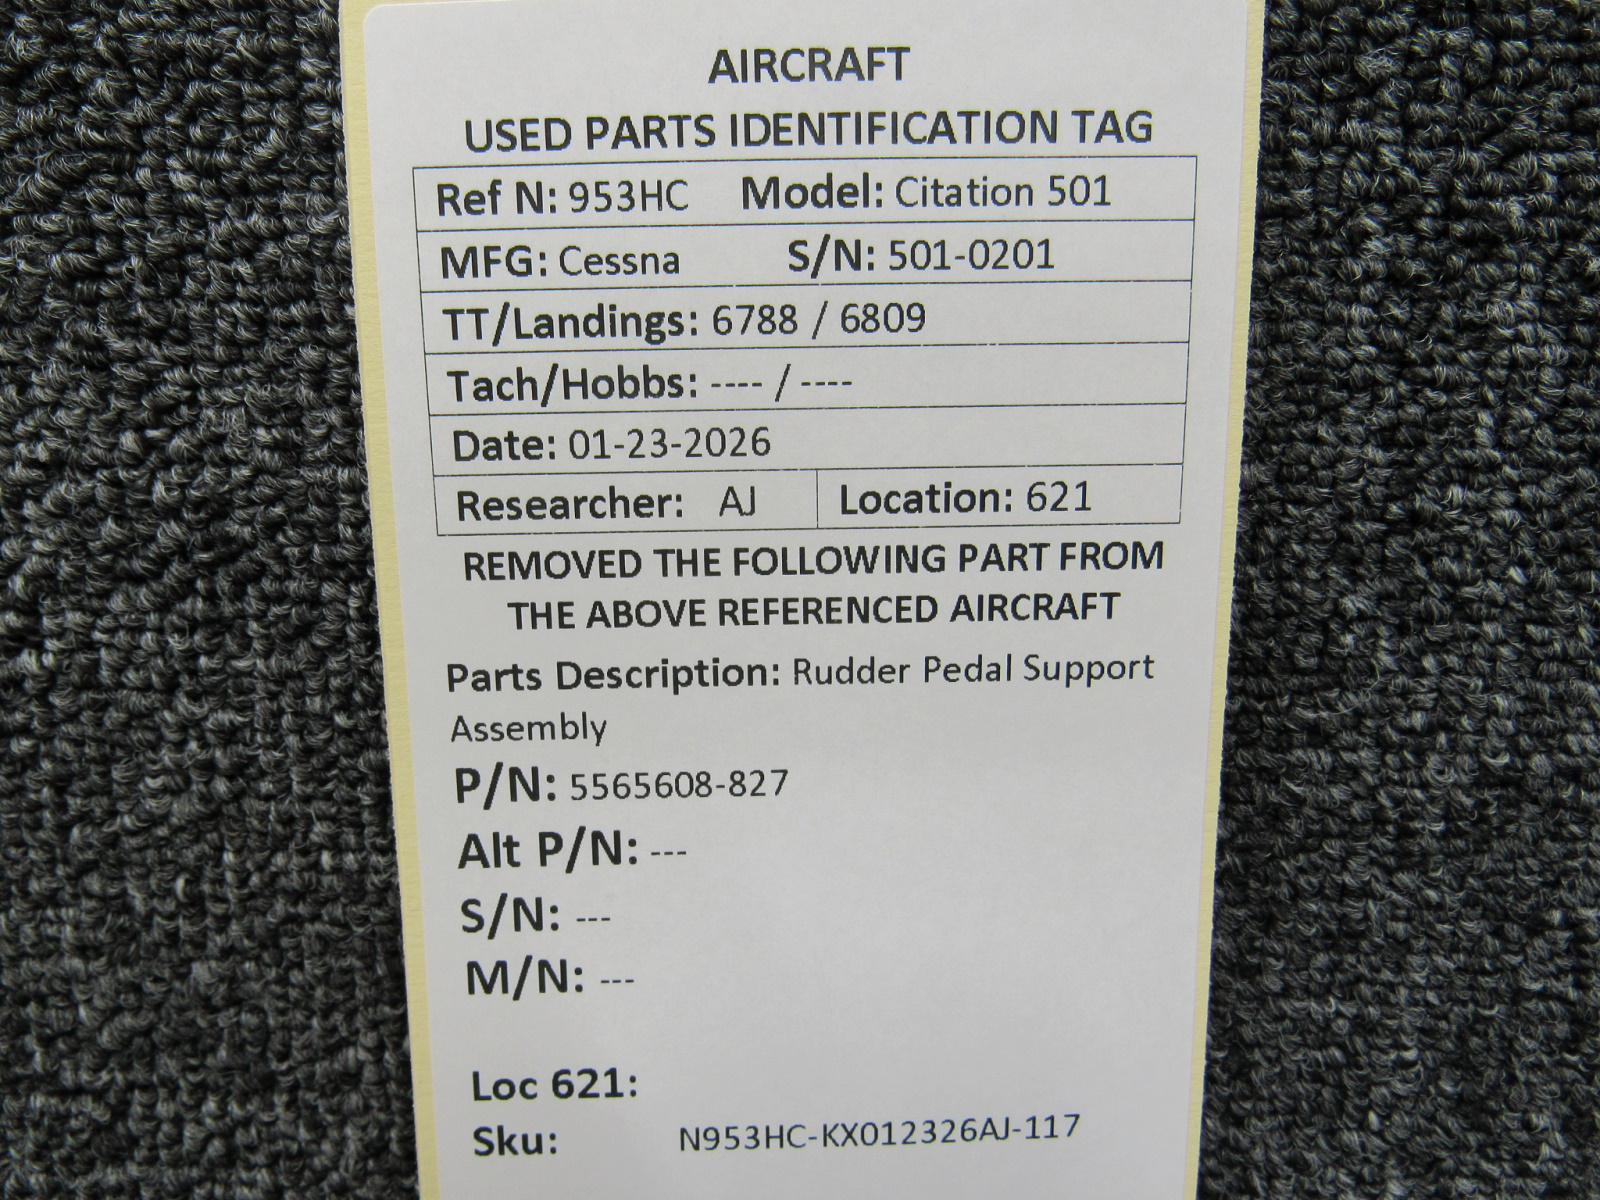 AIRCRAFT
USED PARTS IDENTIFICATION TAG
Ref N: 953HC Model: Citation 501
MFG: Cessna S/N: 501-0201
TT/Landings: 6788 / 6809
Tach/Hobbs: ---- / ----
Date: 01-23-2026
Researcher: AJ Location: 621
REMOVED THE FOLLOWING PART FROM
THE ABOVE REFERENCED AIRCRAFT
Parts Description: Rudder Pedal Support
Assembly
P/N: 5565608-827
Alt P/N: ---
S/N: ---
M/N: ---
Loc 621:
Sku: N953HC-KX012326AJ-117